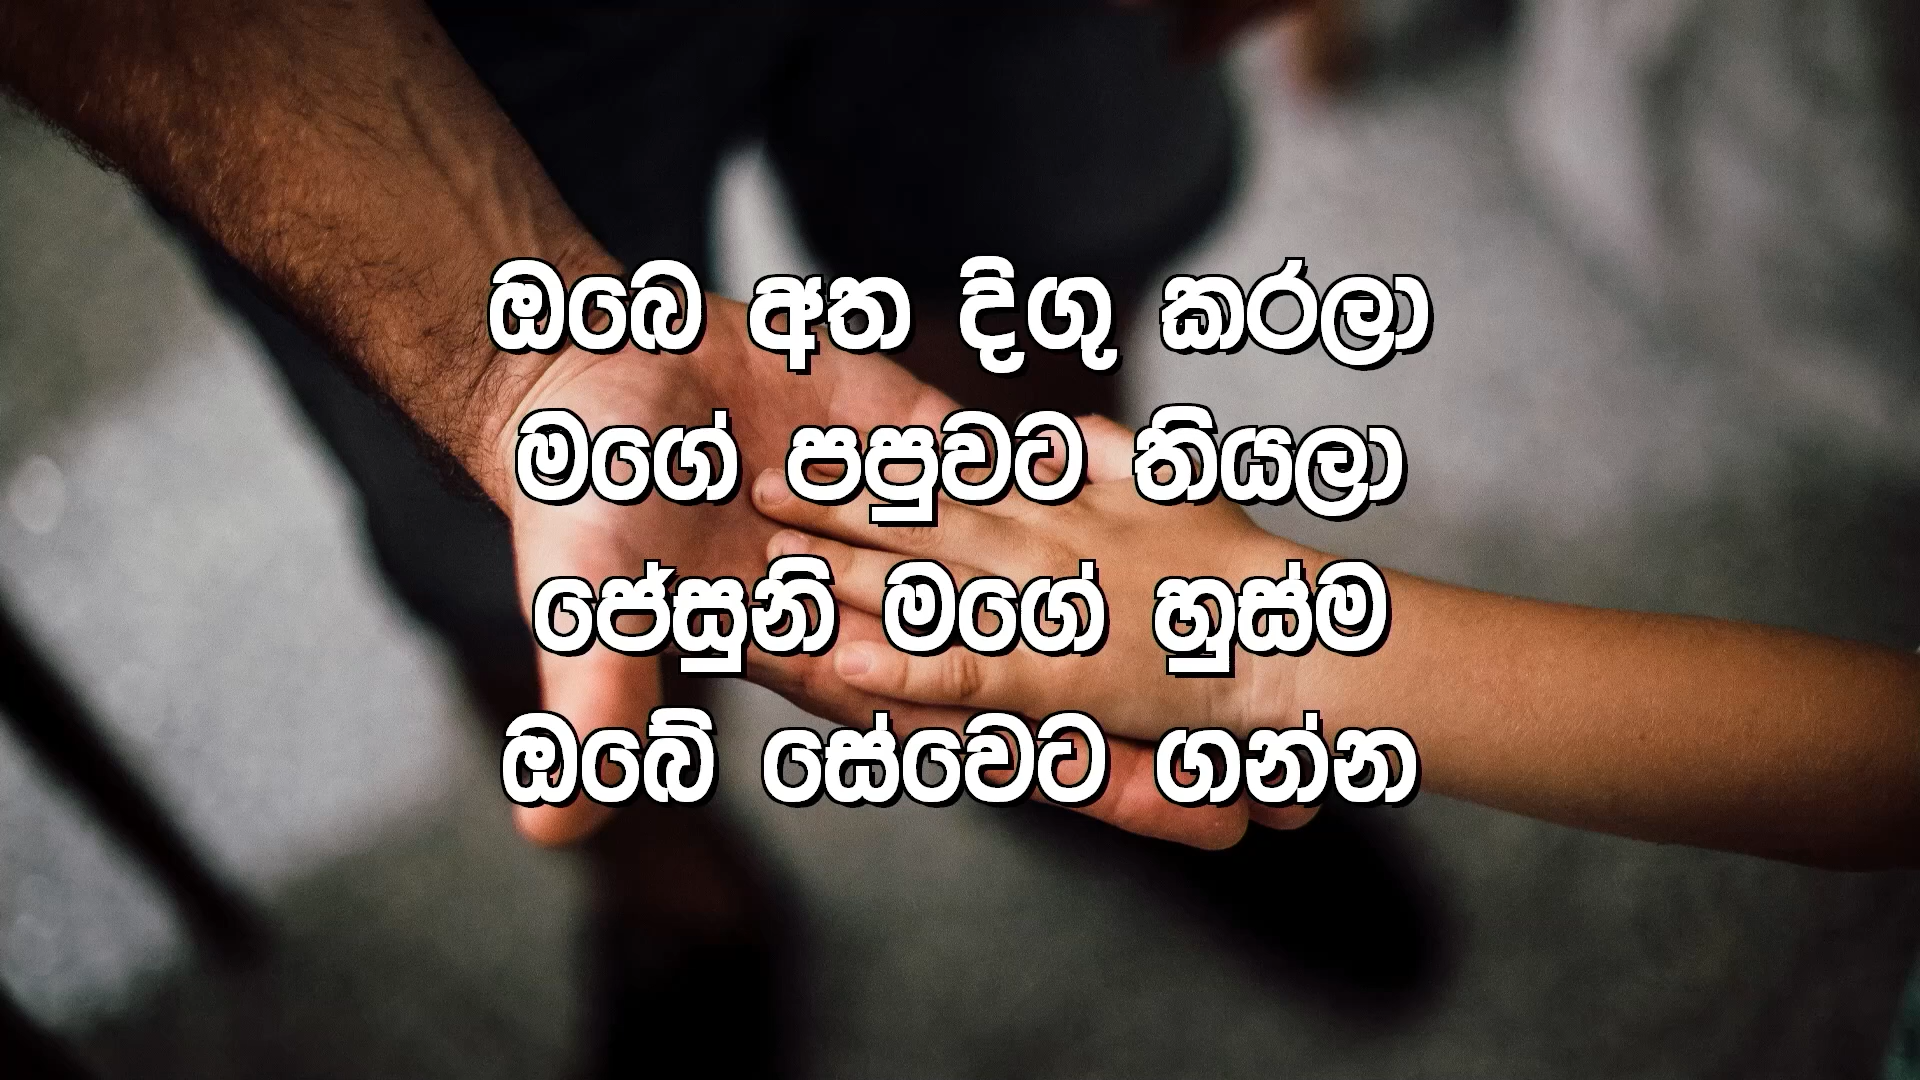 ඔබෙ අත දිගු කරලා
මගේ පපුවට තියලා
ජේසුනි මගේ හුස්ම
ඔබේ සේවෙට ගන්න